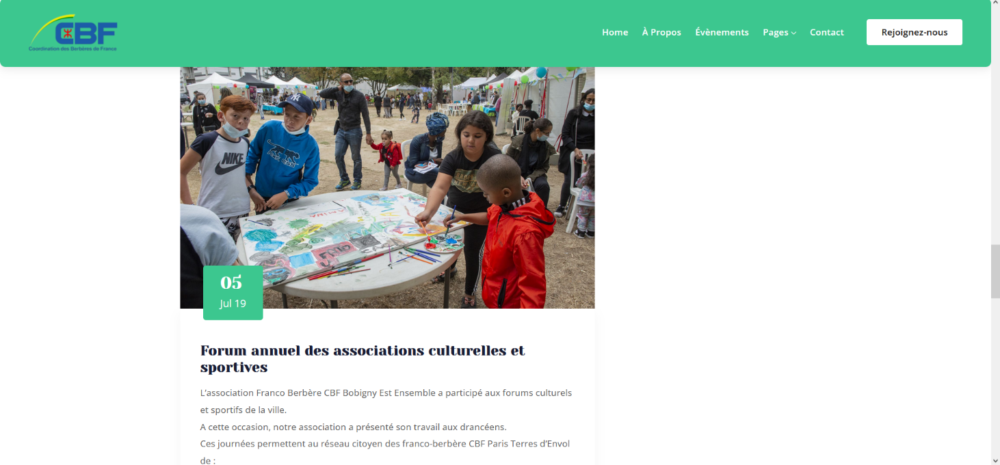 CBF
Coordination des Berbères de France
Home À Propos Évènements Pages Contact Rejoignez-nous
NY
NIKE
AMINA
05
Jul 19
Forum annuel des associations culturelles et
sportives
L’association Franco Berbère CBF Bobigny Est Ensemble a participé aux forums culturels
et sportifs de la ville.
A cette occasion, notre association a présenté son travail aux drancéens.
Ces journées permettent au réseau citoyen des franco-berbère CBF Paris Terres d’Envol
de :